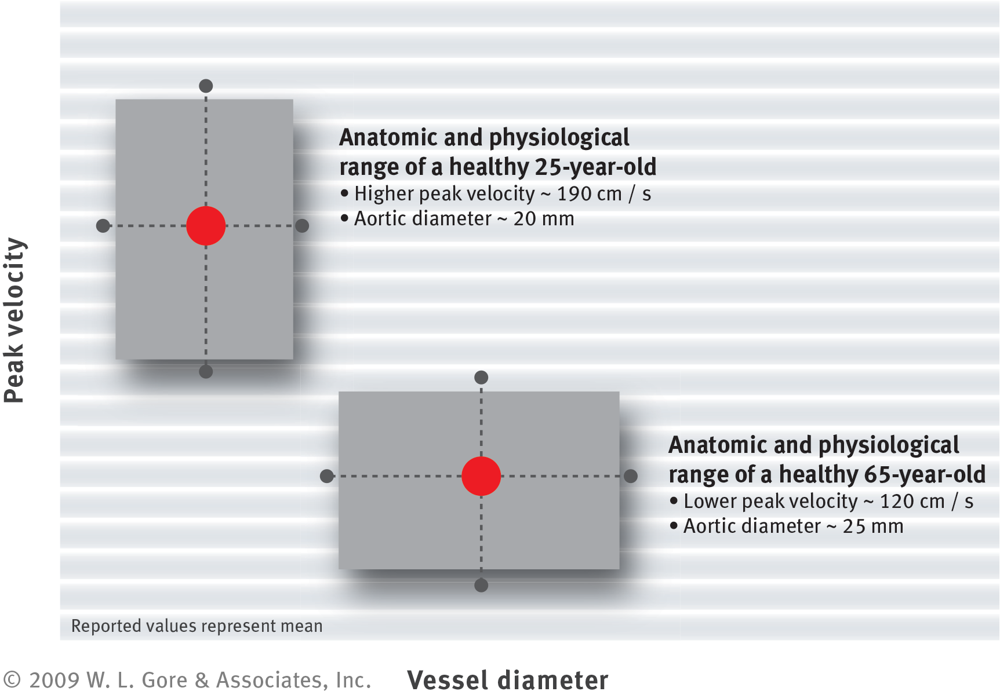 Anatomic and physiological
range of a healthy 25-year-old
• Higher peak velocity ~ 190 cm / s
• Aortic diameter ~ 20 mm
Peak velocity
Anatomic and physiological
range of a healthy 65-year-old
• Lower peak velocity ~ 120 cm / s
• Aortic diameter ~ 25 mm
Reported values represent mean
© 2009 W. L. Gore & Associates, Inc.
Vessel diameter